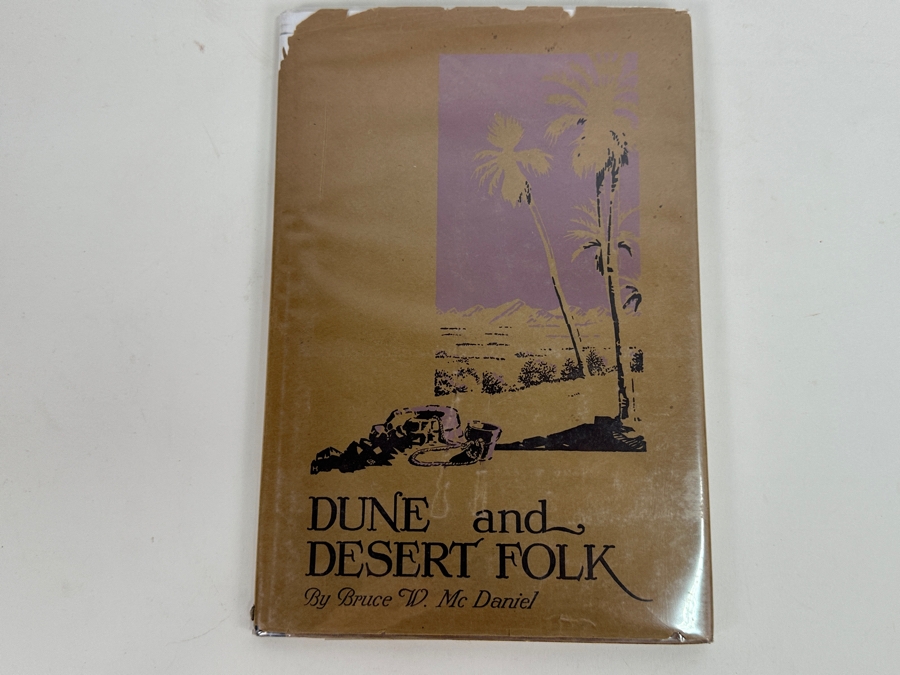 DUNE and
DESERT FOLK
By Bruce W. Mc Daniel